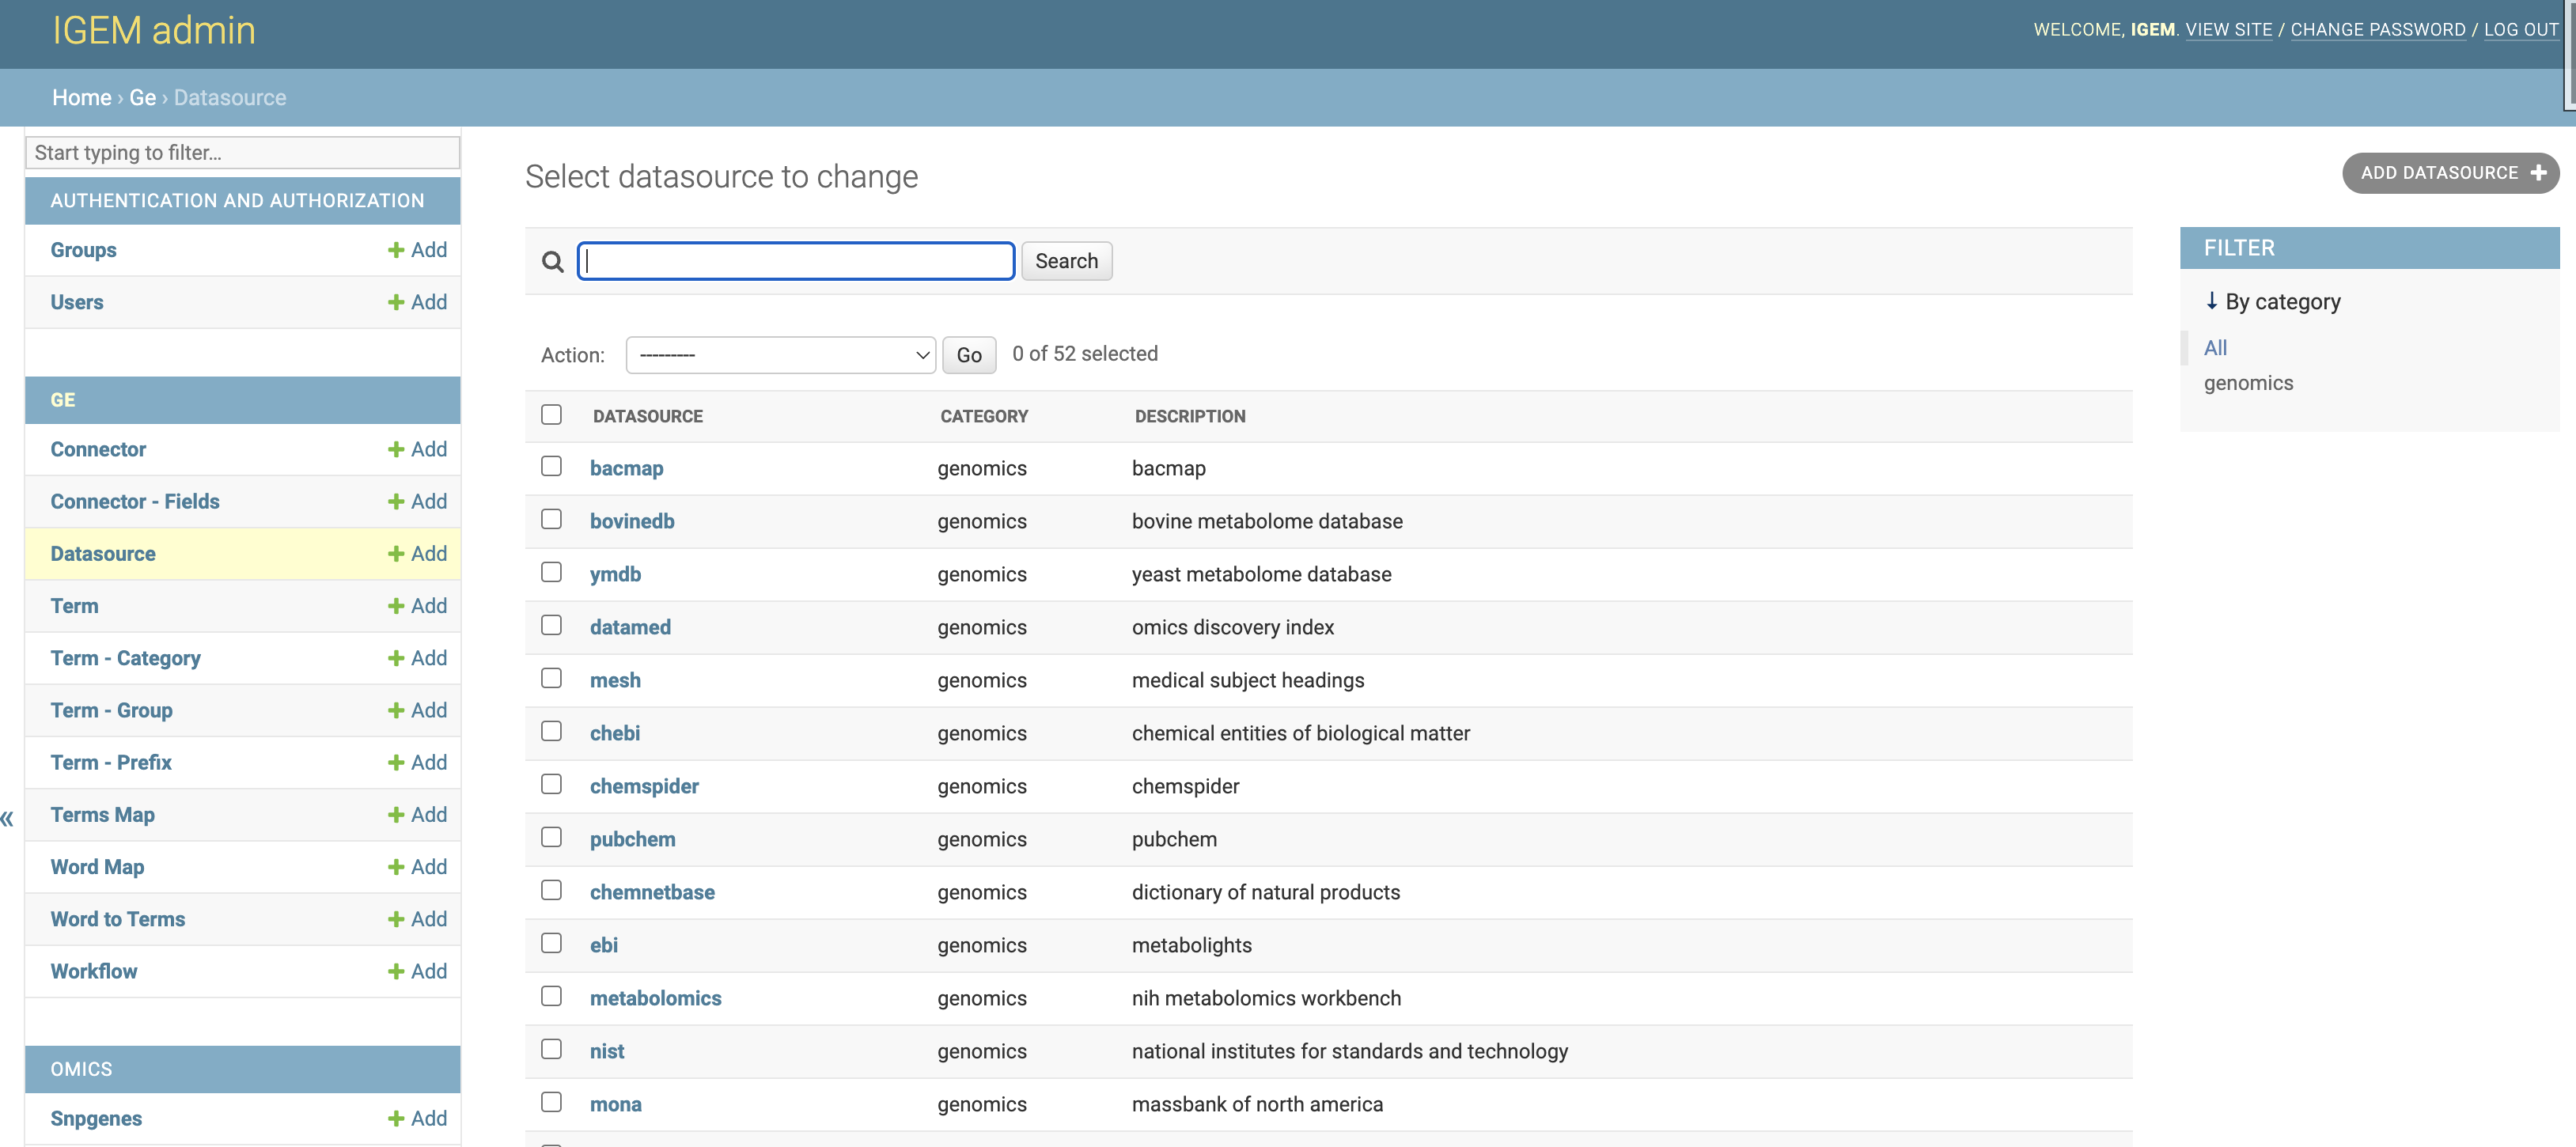 IGEM admin
WELCOME, IGEM. VIEW SITE / CHANGE PASSWORD / LOG OUT
Home › Ge › Datasource
Start typing to filter...
AUTHENTICATION AND AUTHORIZATION
Groups + Add
Users + Add
GE
Connector + Add
Connector - Fields + Add
Datasource + Add
Term + Add
Term - Category + Add
Term - Group + Add
Term - Prefix + Add
Terms Map + Add
Word Map + Add
Word to Terms + Add
Workflow + Add
OMICS
Snpgenes + Add
«
Select datasource to change
ADD DATASOURCE +
Search
Action: --------- Go 0 of 52 selected
DATASOURCE CATEGORY DESCRIPTION
bacmap genomics bacmap
bovinedb genomics bovine metabolome database
ymdb genomics yeast metabolome database
datamed genomics omics discovery index
mesh genomics medical subject headings
chebi genomics chemical entities of biological matter
chemspider genomics chemspider
pubchem genomics pubchem
chemnetbase genomics dictionary of natural products
ebi genomics metabolights
metabolomics genomics nih metabolomics workbench
nist genomics national institutes for standards and technology
mona genomics massbank of north america
FILTER
↓ By category
All
genomics